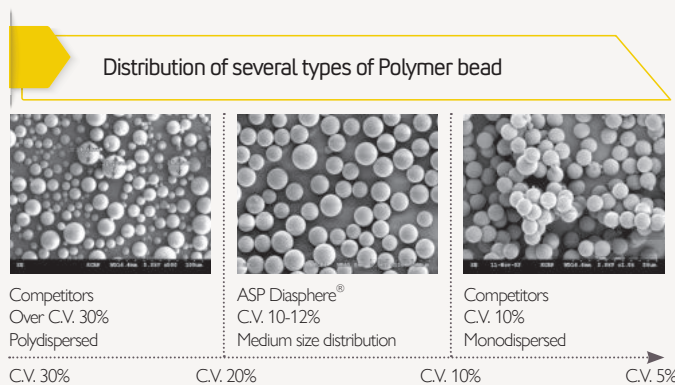 Distribution of several types of Polymer bead
Competitors
Over C.V. 30%
Polydispersed
ASP Diasphere®
C.V. 10-12%
Medium size distribution
Competitors
C.V. 10%
Monodispersed
C.V. 30% C.V. 20% C.V. 10% C.V. 5%